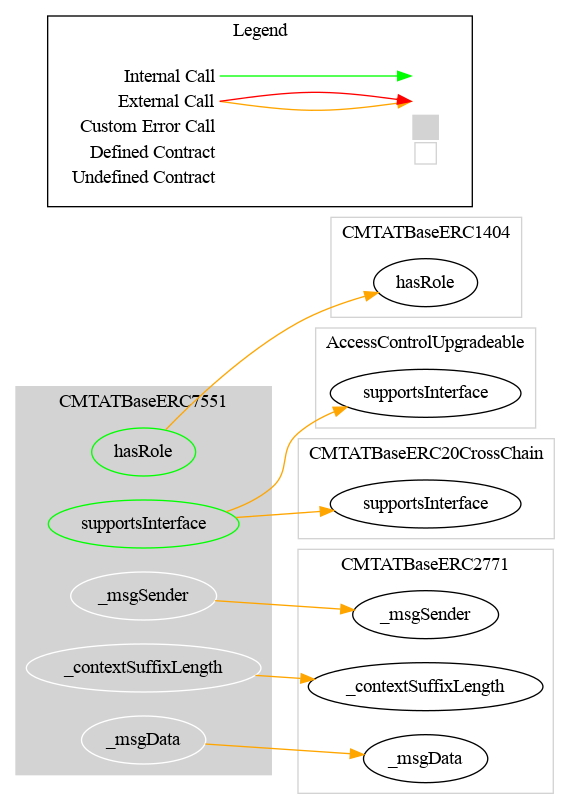 Legend
Internal Call
External Call
Custom Error Call
Defined Contract
Undefined Contract
CMTATBaseERC1404
hasRole
AccessControlUpgradeable
supportsInterface
CMTATBaseERC7551
hasRole
supportsInterface
_msgSender
_contextSuffixLength
_msgData
CMTATBaseERC20CrossChain
supportsInterface
CMTATBaseERC2771
_msgSender
_contextSuffixLength
_msgData